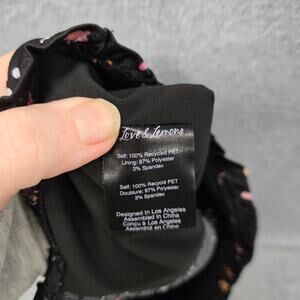 Love & Lemons
Self: 100% Recycled PET
Lining: 97% Polyester
3% Spandex
Self: 100% Recyclé PET
Doublure: 97% Polyester
3% Spandex
Designed in Los Angeles
Assembled in China
Conçu à Los Angeles
Assemblé en Chine